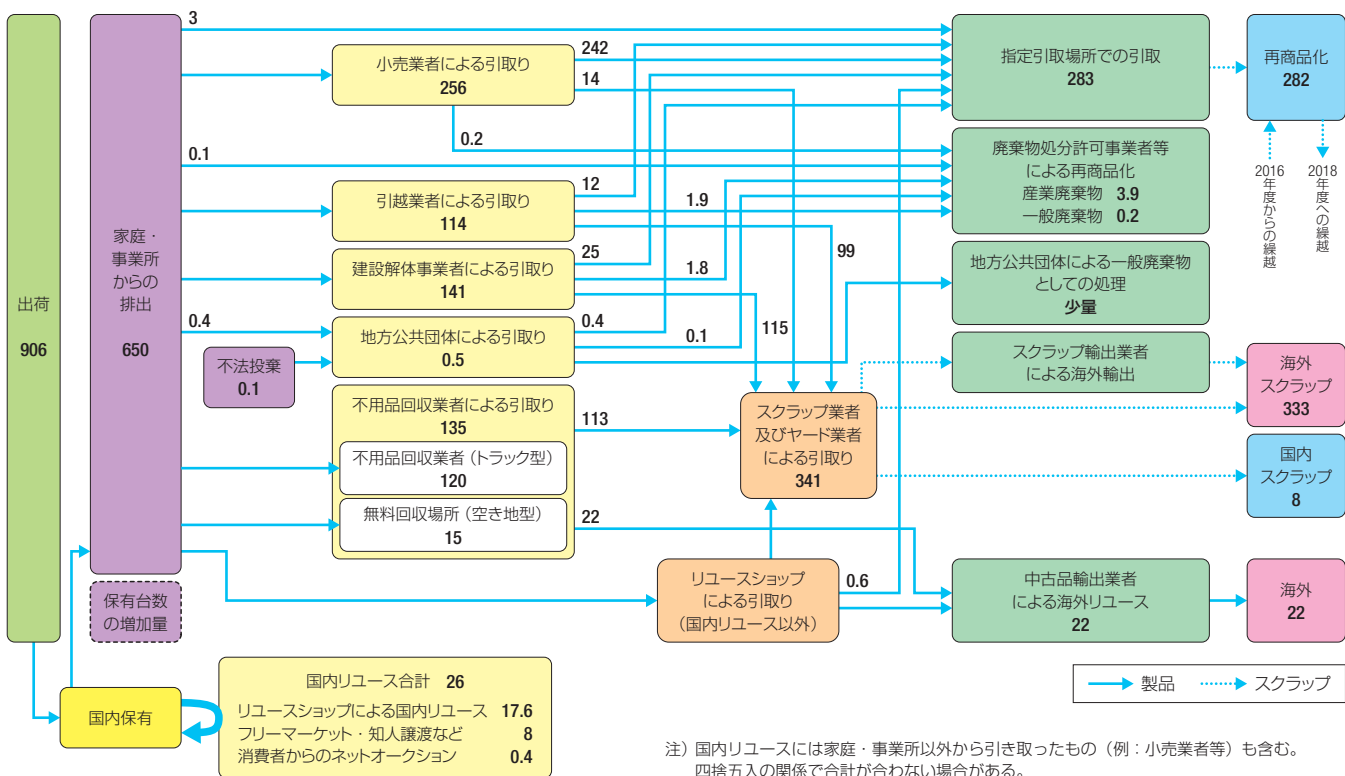 出荷
906
家庭・
事業所
からの
排出
650
保有台数
の増加量
国内保有
不法投棄
0.1
3
0.1
0.4
小売業者による引取り
256
242
14
0.2
引越業者による引取り
114
12
1.9
99
建設解体事業者による引取り
141
25
1.8
115
地方公共団体による引取り
0.5
0.4
0.1
不用品回収業者による引取り
135
113
不用品回収業者（トラック型）
120
無料回収場所（空き地型）
15
22
スクラップ業者
及びヤード業者
による引取り
341
リユースショップ
による引取り
（国内リユース以外）
0.6
指定引取場所での引取
283
廃棄物処分許可事業者等
による再商品化
産業廃棄物 3.9
一般廃棄物 0.2
地方公共団体による一般廃棄物
としての処理
少量
スクラップ輸出業者
による海外輸出
中古品輸出業者
による海外リユース
22
再商品化
282
2016
年度からの繰越
2018
年度への繰越
海外
スクラップ
333
国内
スクラップ
8
海外
22
国内リユース合計 26
リユースショップによる国内リユース 17.6
フリーマーケット・知人譲渡など 8
消費者からのネットオークション 0.4
製品 スクラップ
注）国内リユースには家庭・事業所以外から引き取ったもの（例：小売業者等）も含む。
四捨五入の関係で合計が合わない場合がある。